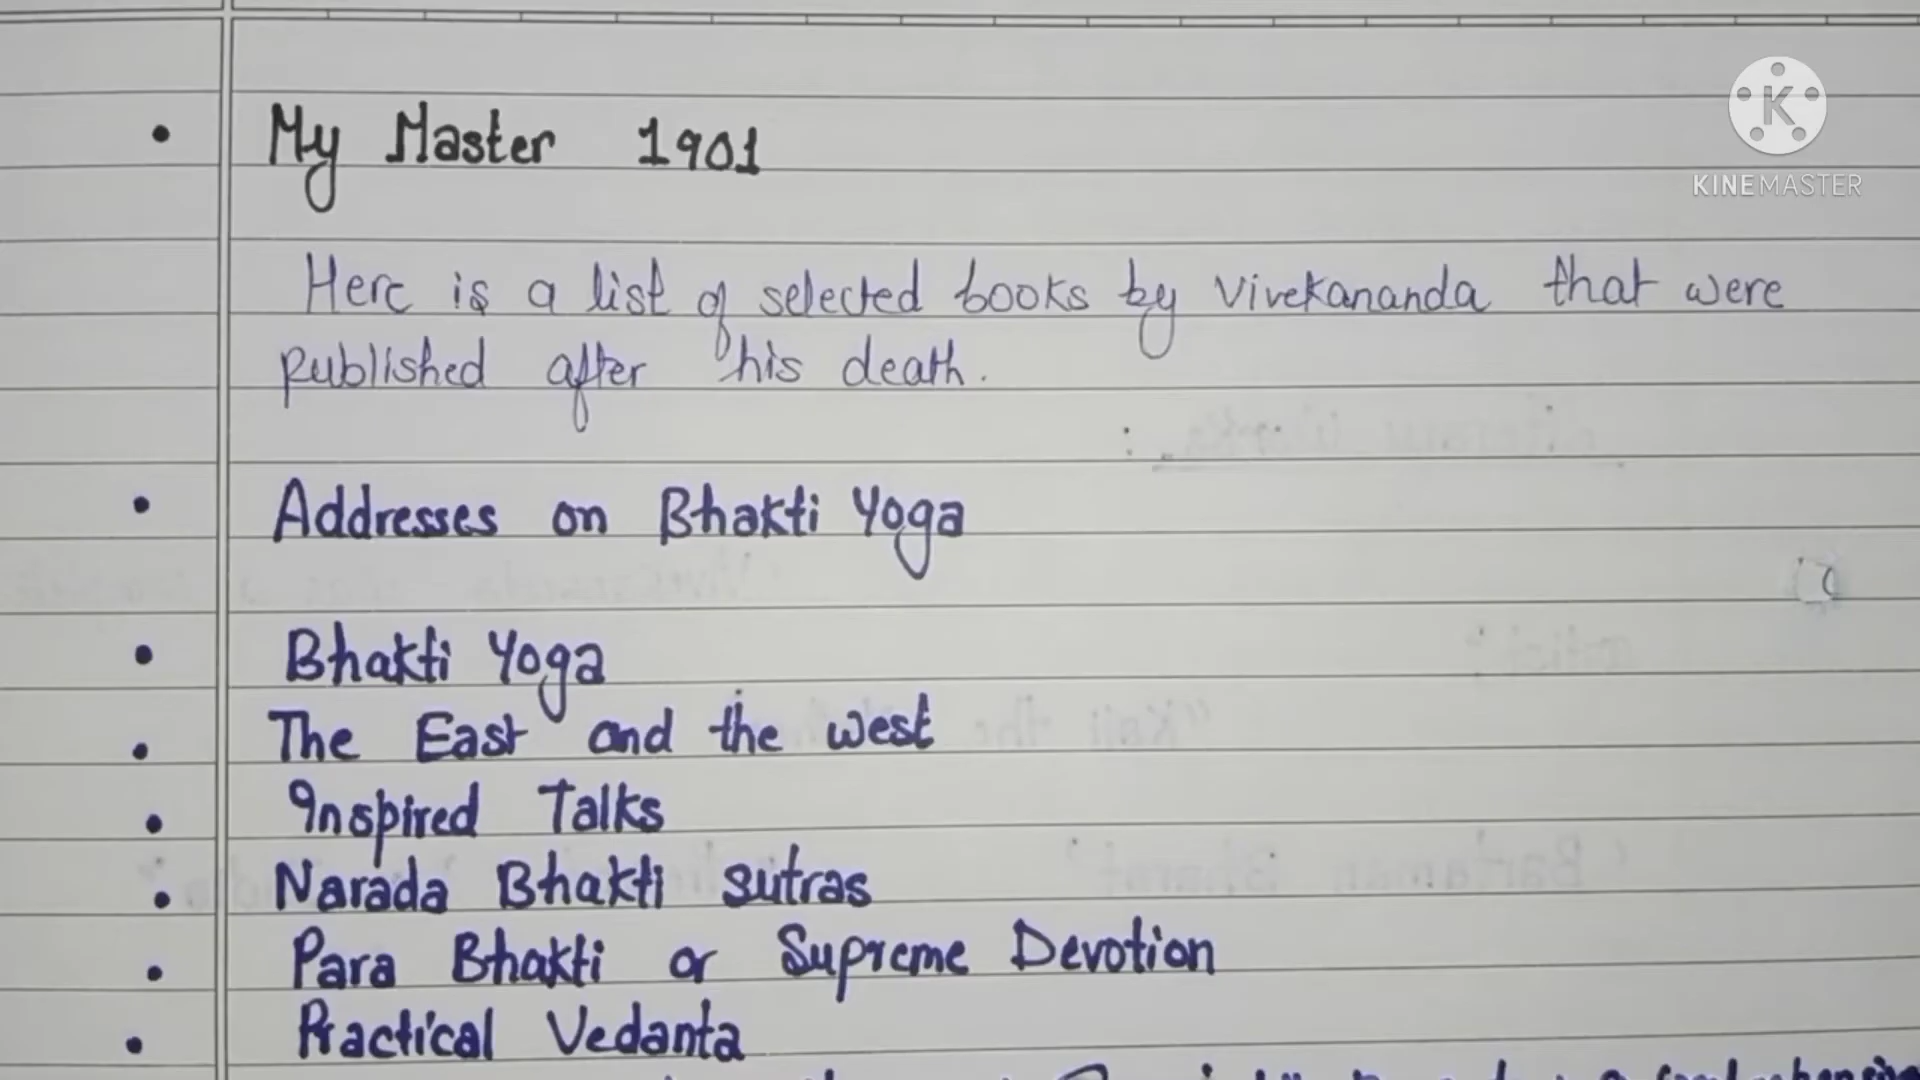 • My Master 1901
KINEMASTER
Here is a list of selected books by Vivekananda that were
published after his death.
• Addresses on Bhakti Yoga
• Bhakti Yoga
• The East and the west
• Inspired Talks
• Narada Bhakti sutras
• Para Bhakti or Supreme Devotion
• Practical Vedanta